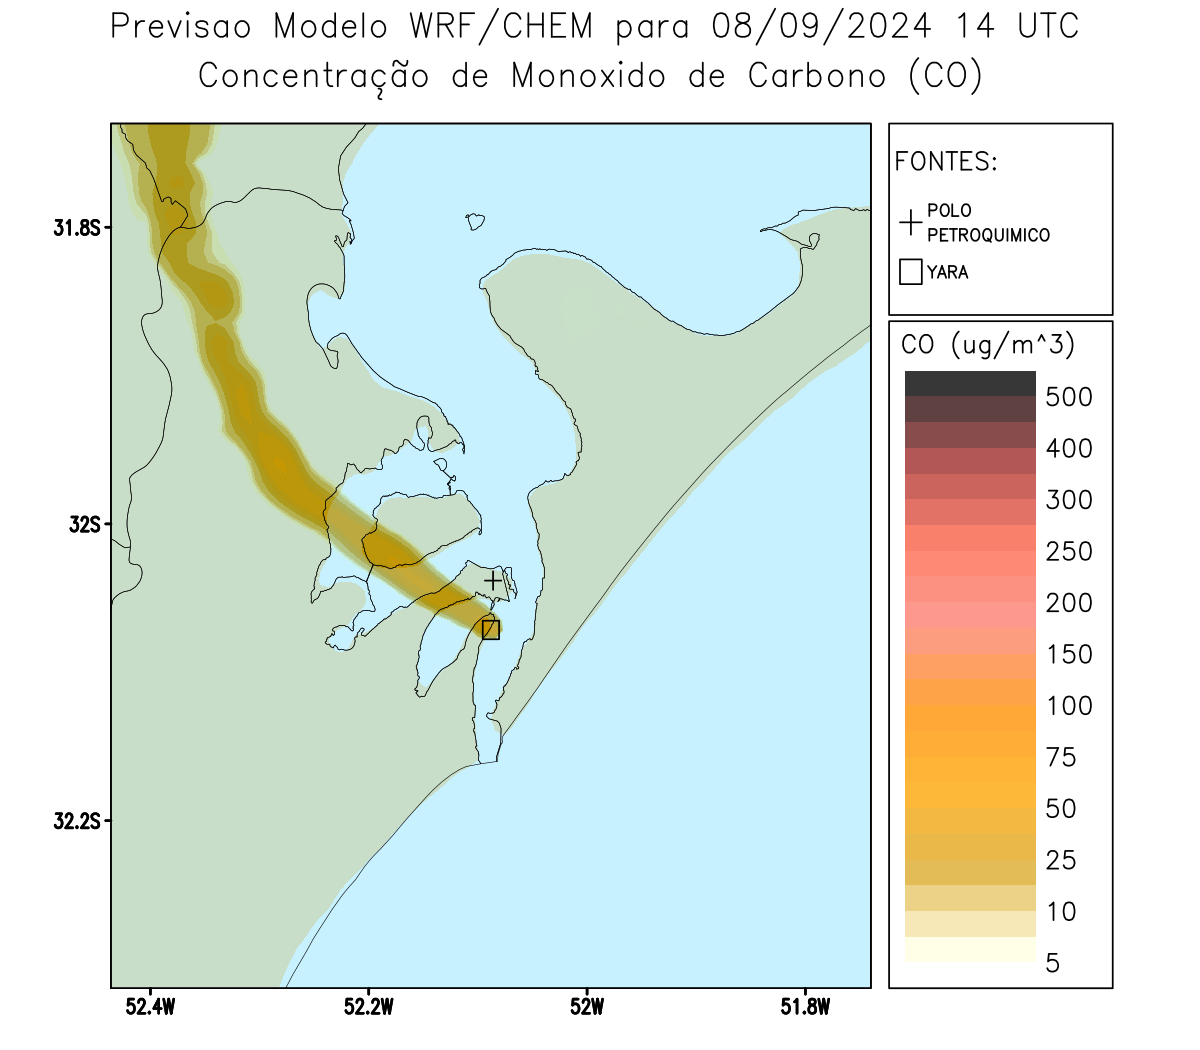 Previsao Modelo WRF/CHEM para 08/09/2024 14 UTC
Concentração de Monoxido de Carbono (CO)
FONTES:
POLO
PETROQUIMICO
YARA
CO (ug/m^3)
500
400
300
250
200
150
100
75
50
25
10
5
31.8S
32S
32.2S
52.4W
52.2W
52W
51.8W